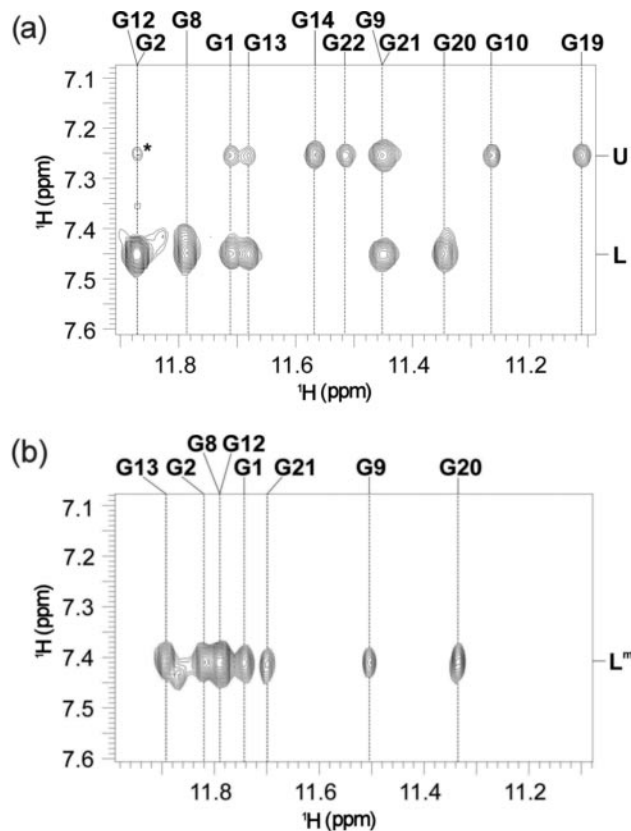 (a)
G12 G8 G9
G2 G1 G13 G14 G22 G21 G20 G10 G19
7.1
7.2
7.3
7.4
7.5
7.6
¹H (ppm)
*
U
L
11.8 11.6 11.4 11.2
¹H (ppm)
(b)
G8 G12
G13 G2 G1 G21 G9 G20
7.1
7.2
7.3
7.4
7.5
7.6
¹H (ppm)
Lᵐ
11.8 11.6 11.4 11.2
¹H (ppm)